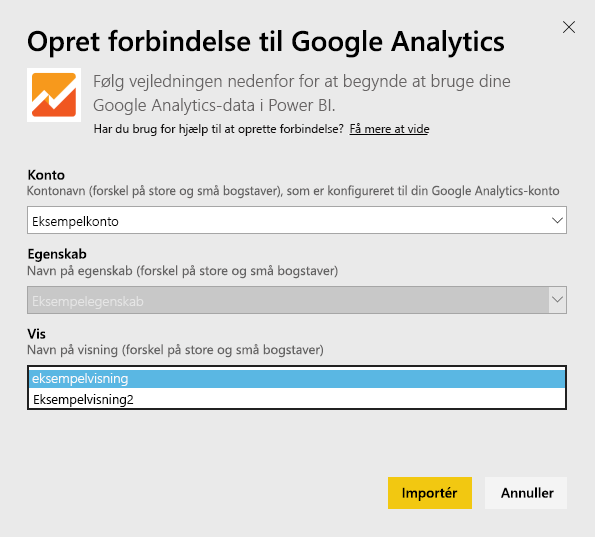 Opret forbindelse til Google Analytics
Følg vejledningen nedenfor for at begynde at bruge dine
Google Analytics-data i Power BI.
Har du brug for hjælp til at oprette forbindelse? Få mere at vide
Konto
Kontonavn (forskel på store og små bogstaver), som er konfigureret til din Google Analytics-konto
Eksempelkonto
Egenskab
Navn på egenskab (forskel på store og små bogstaver)
Eksempelegenskab
Vis
Navn på visning (forskel på store og små bogstaver)
eksempelvisning
Eksempelvisning2
Importér
Annuller